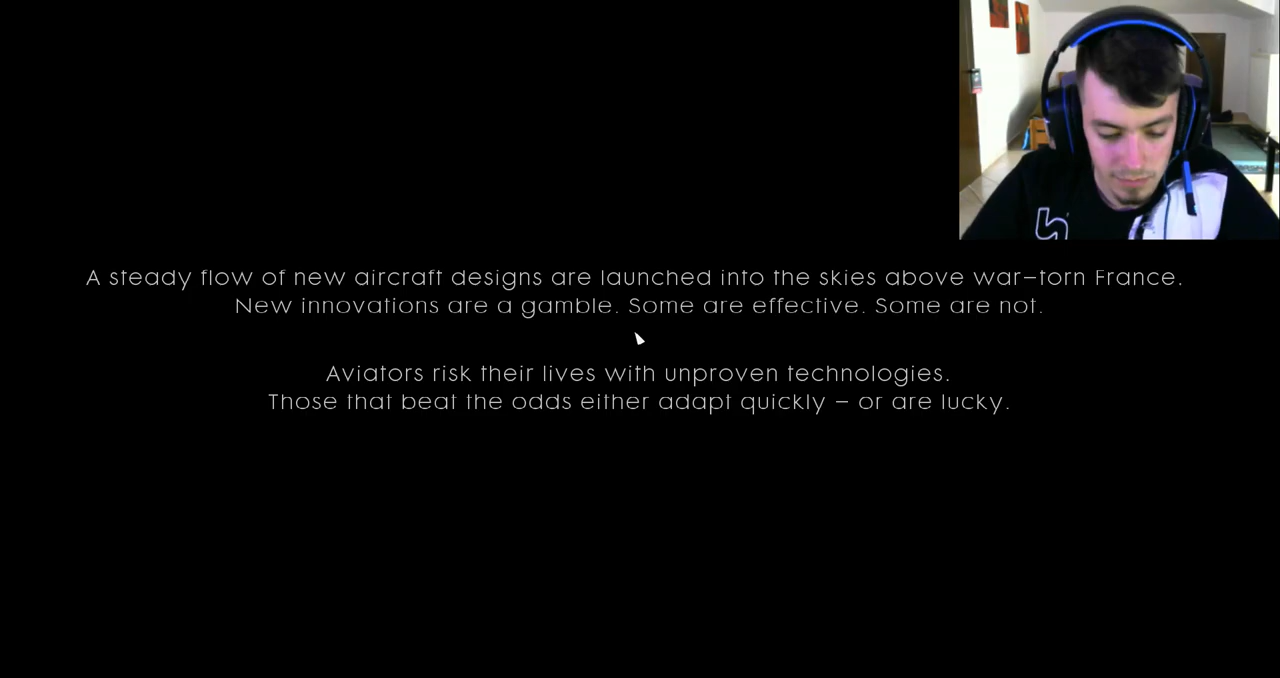 A steady flow of new aircraft designs are launched into the skies above war–torn France.
New innovations are a gamble. Some are effective. Some are not.
Aviators risk their lives with unproven technologies.
Those that beat the odds either adapt quickly – or are lucky.